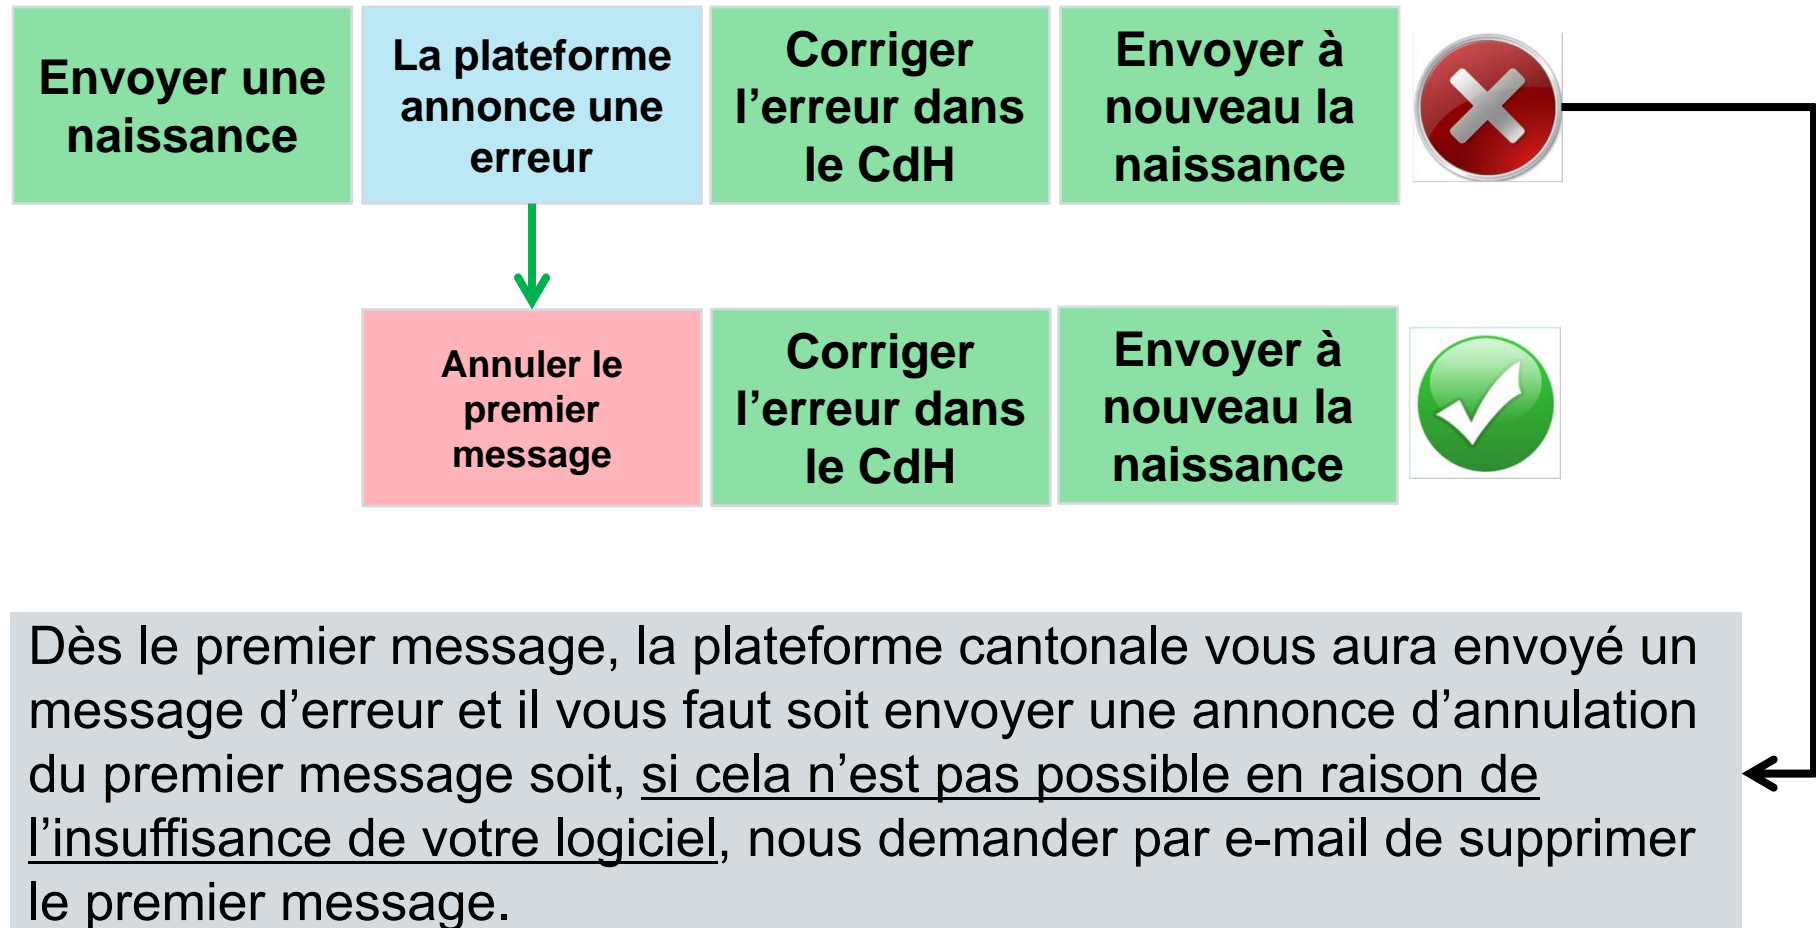 Envoyer une
naissance
La plateforme
annonce une
erreur
Corriger
l’erreur dans
le CdH
Envoyer à
nouveau la
naissance
Annuler le
premier
message
Corriger
l’erreur dans
le CdH
Envoyer à
nouveau la
naissance
Dès le premier message, la plateforme cantonale vous aura envoyé un
message d’erreur et il vous faut soit envoyer une annonce d’annulation
du premier message soit, si cela n’est pas possible en raison de
l’insuffisance de votre logiciel, nous demander par e-mail de supprimer
le premier message.